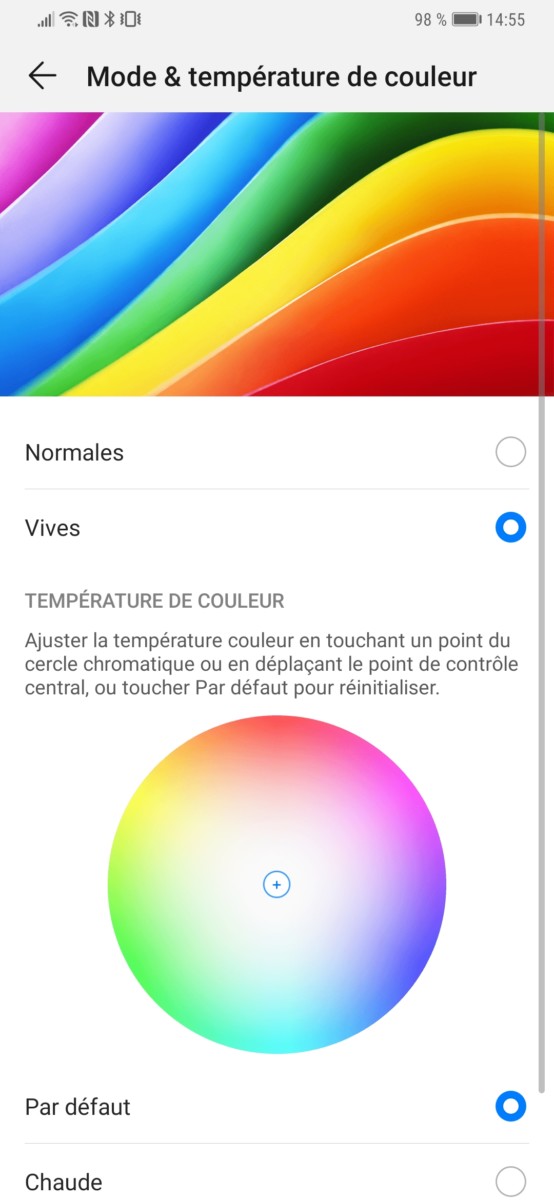 98 % 14:55
Mode & température de couleur
Normales
Vives
TEMPÉRATURE DE COULEUR
Ajuster la température couleur en touchant un point du
cercle chromatique ou en déplaçant le point de contrôle
central, ou toucher Par défaut pour réinitialiser.
Par défaut
Chaude